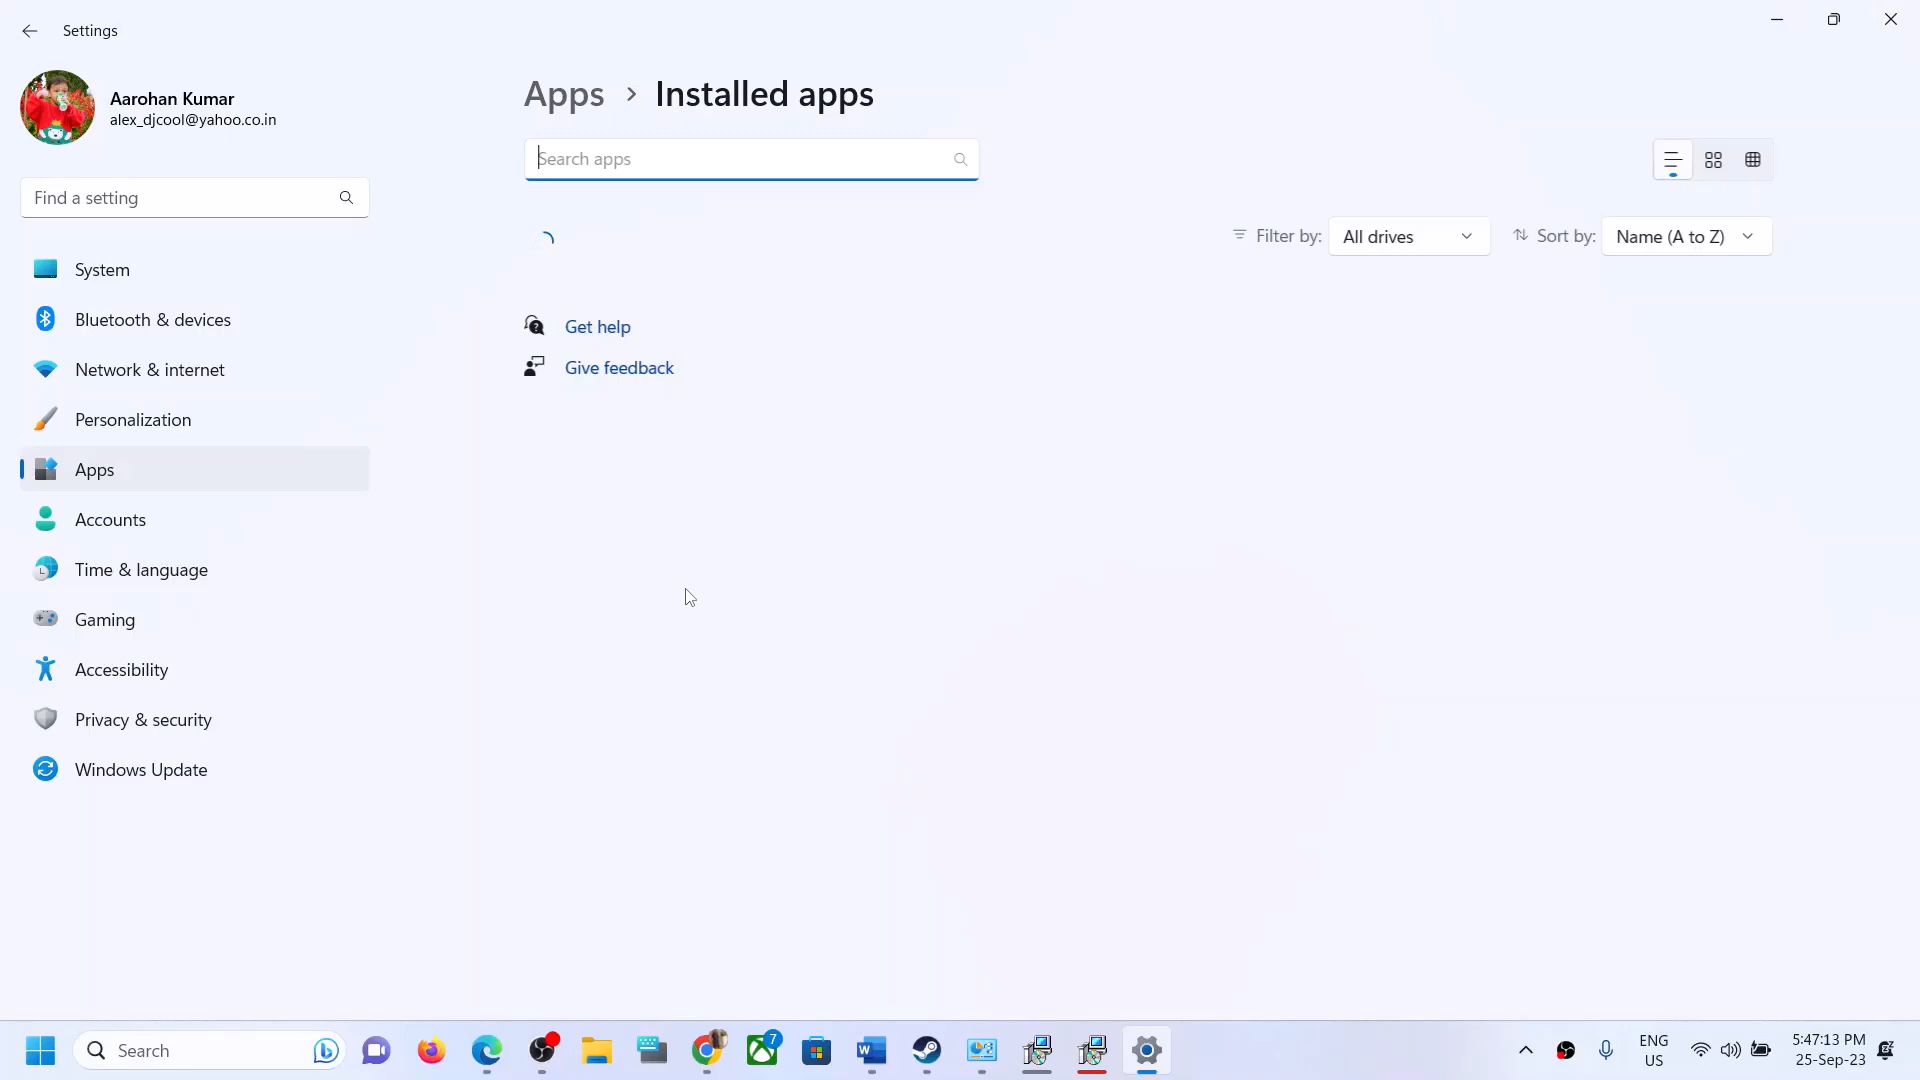 Settings
Aarohan Kumar
alex_djcool@yahoo.co.in
Find a setting
System
Bluetooth & devices
Network & internet
Personalization
Apps
Accounts
Time & language
Gaming
Accessibility
Privacy & security
Windows Update
Apps > Installed apps
Search apps
Filter by: All drives
Sort by: Name (A to Z)
Get help
Give feedback
Search
7
ENG
US
5:47:13 PM
25-Sep-23